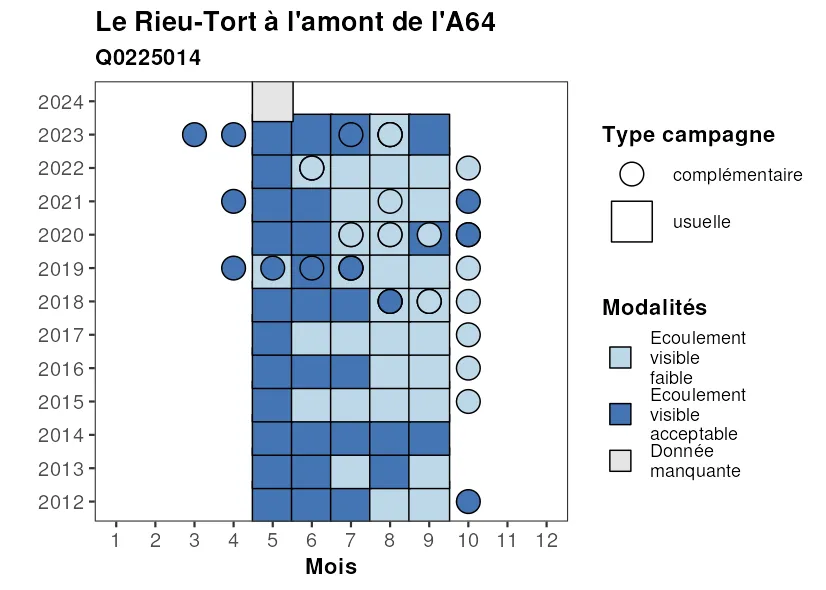 Le Rieu-Tort à l'amont de l'A64
Q0225014
2024
2023
2022
2021
2020
2019
2018
2017
2016
2015
2014
2013
2012
1 2 3 4 5 6 7 8 9 10 11 12
Mois
Type campagne
complémentaire
usuelle
Modalités
Ecoulement
visible
faible
Ecoulement
visible
acceptable
Donnée
manquante